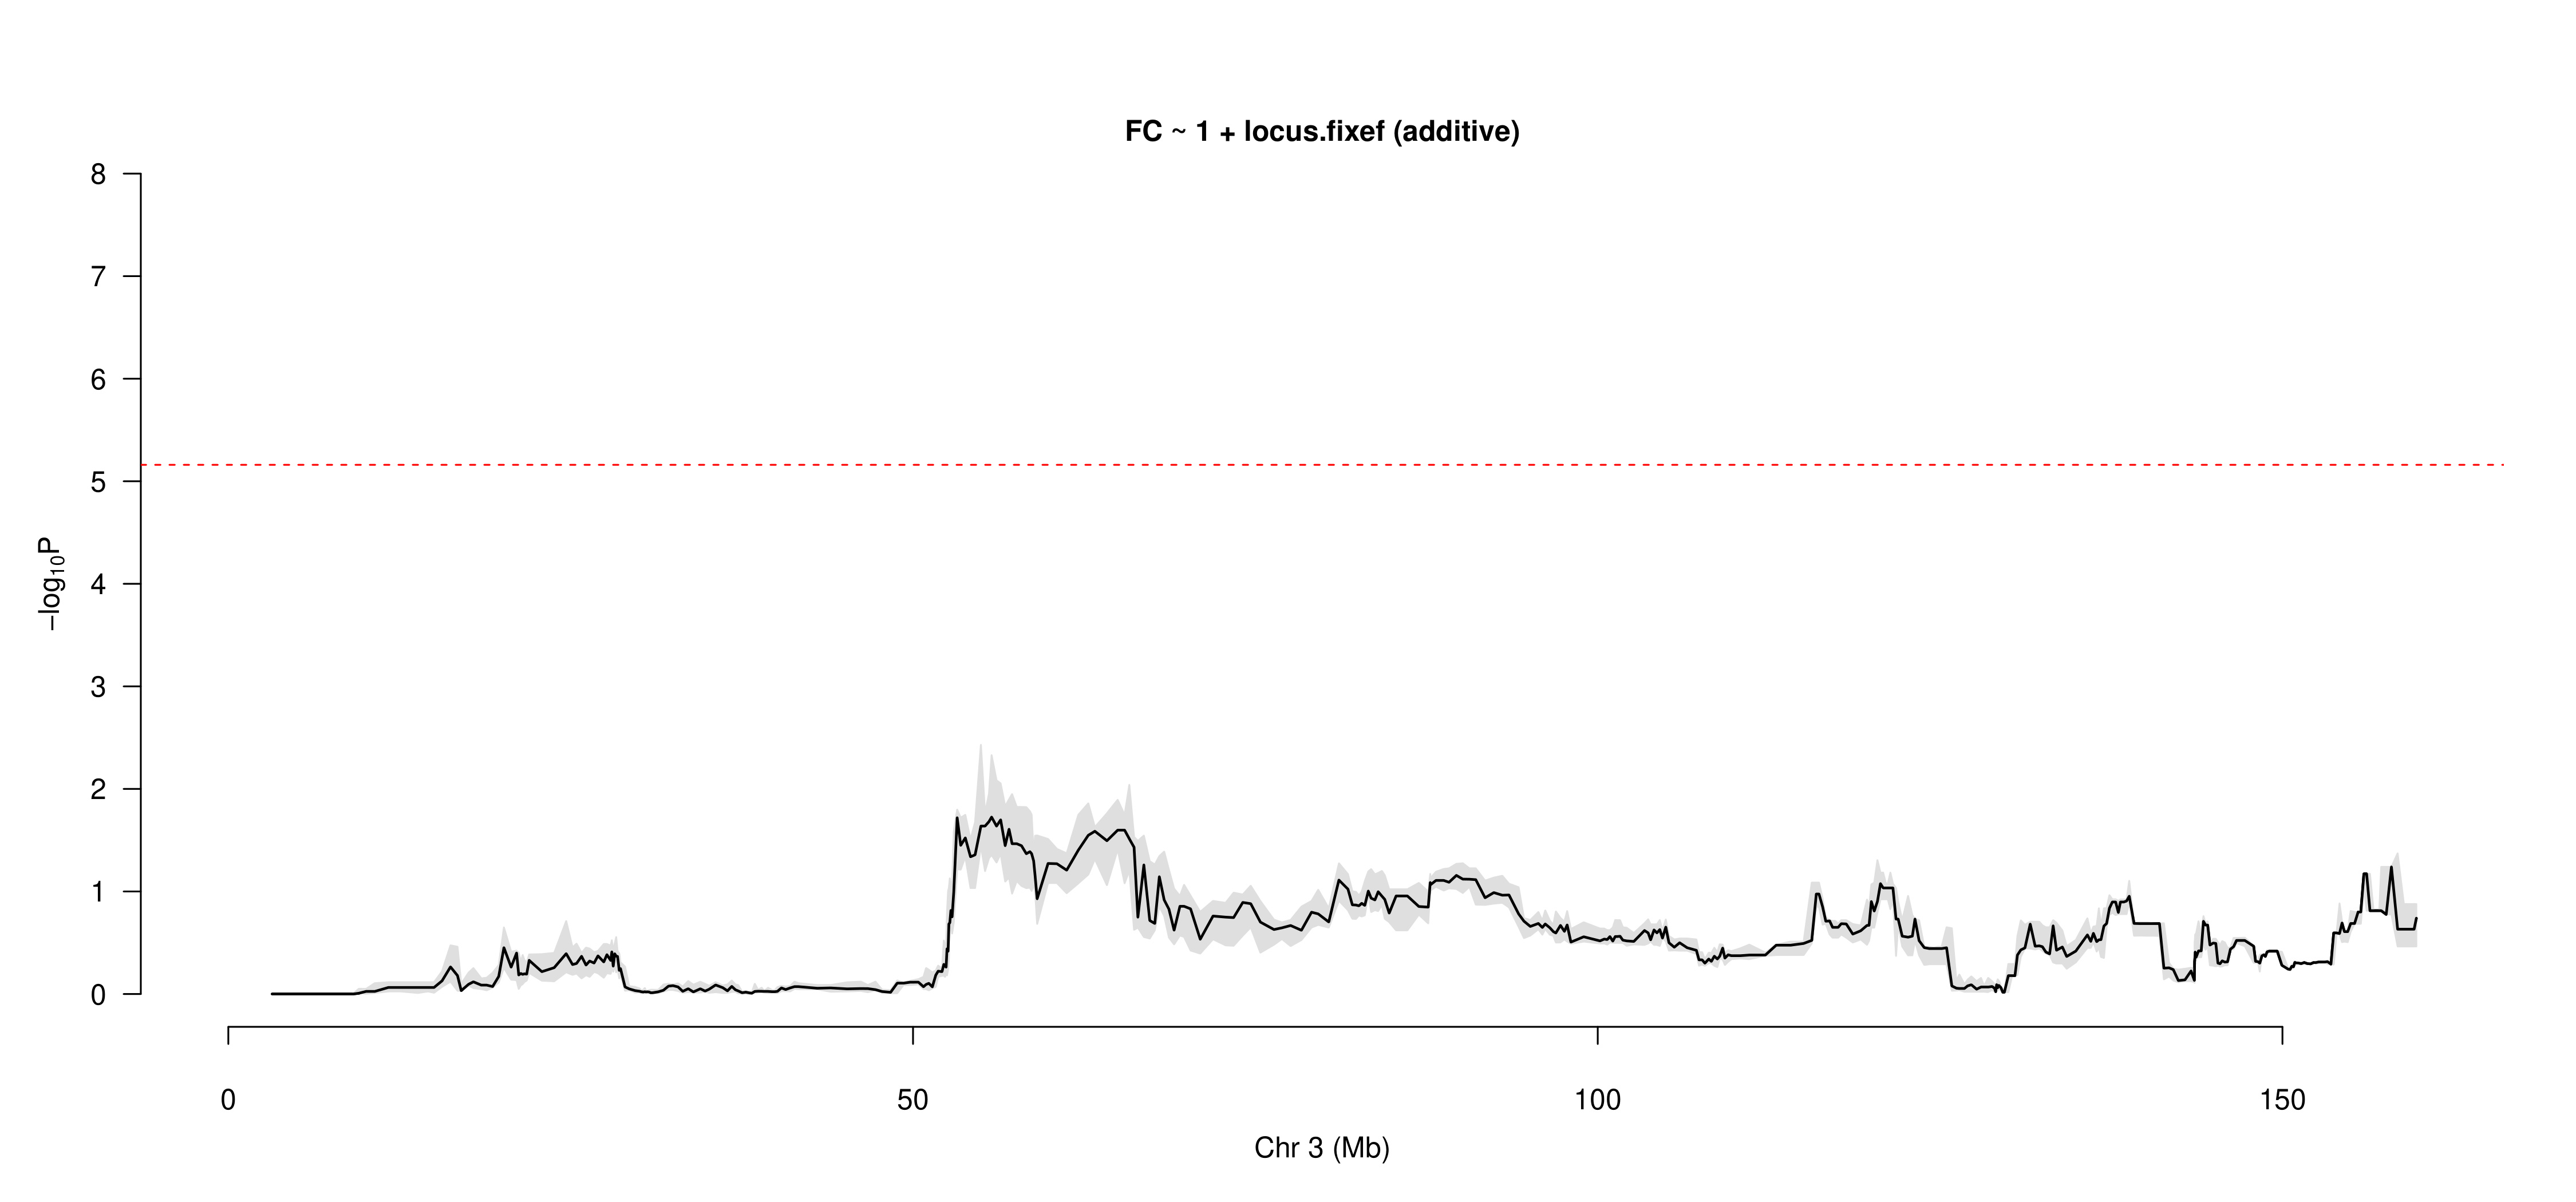 FC ~ 1 + locus.fixef (additive)
8
7
6
5
4
3
2
1
0
−log10P
0 50 100 150
Chr 3 (Mb)